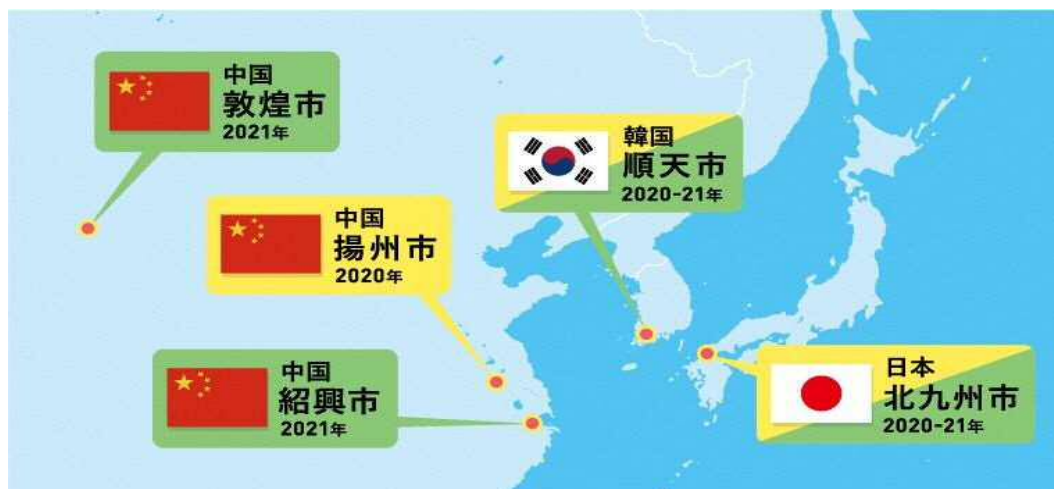 中国
敦煌市
2021年
韓国
順天市
2020-21年
中国
揚州市
2020年
中国
紹興市
2021年
日本
北九州市
2020-21年